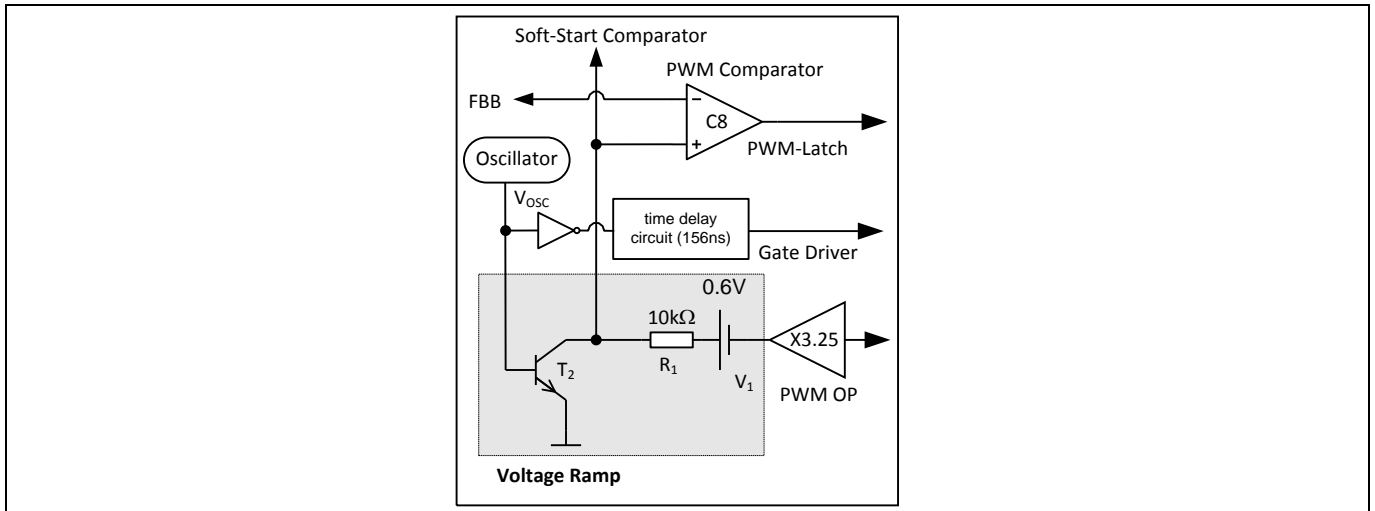 Soft-Start Comparator
PWM Comparator
FBB
−
C8
+
PWM-Latch
Oscillator
VOSC
time delay
circuit (156ns)
Gate Driver
0.6V
10kΩ
X3.25
T2
R1
V1
PWM OP
Voltage Ramp